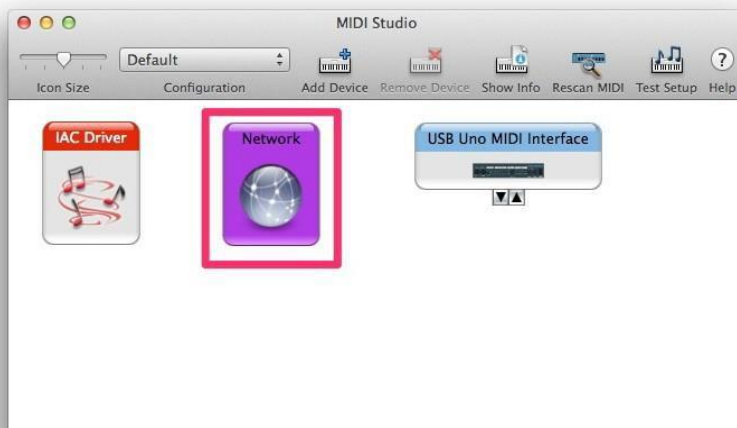 MIDI Studio
Default
Icon Size
Configuration
Add Device
Remove Device
Show Info
Rescan MIDI
Test Setup
?
Help
IAC Driver
Network
USB Uno MIDI Interface